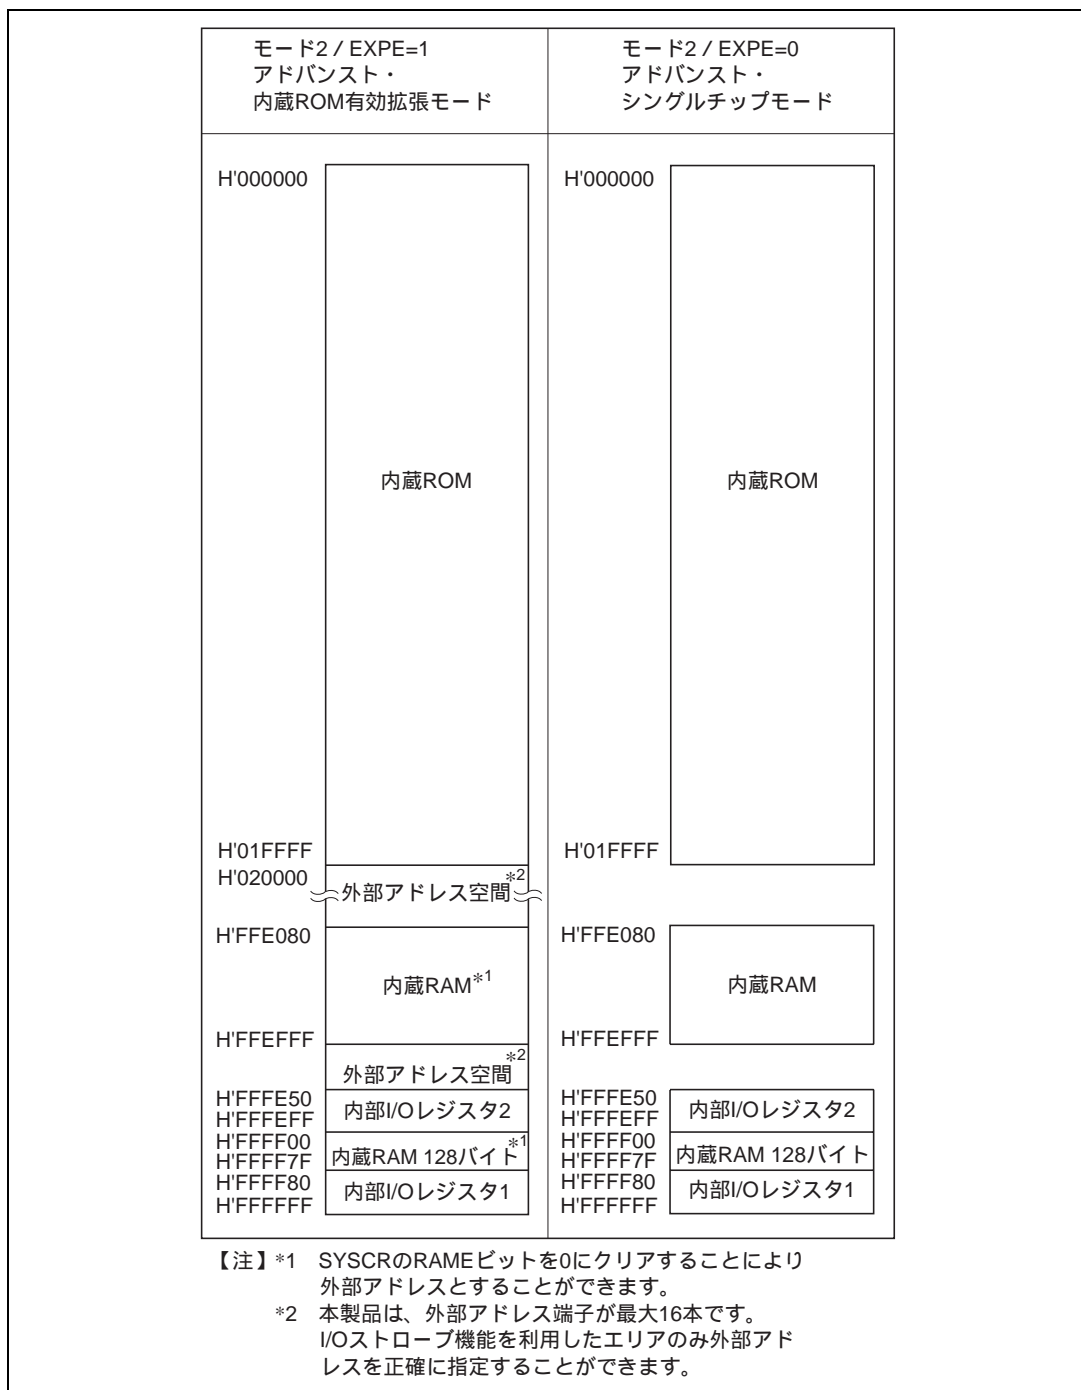 モード2 / EXPE=1
アドバンスト・
内蔵ROM有効拡張モード
モード2 / EXPE=0
アドバンスト・
シングルチップモード
H'000000
内蔵ROM
H'01FFFF
H'020000
外部アドレス空間*2
H'FFE080
内蔵RAM*1
H'FFEFFF
外部アドレス空間*2
H'FFFE50
内部I/Oレジスタ2
H'FFFEFF
H'FFFF00
内蔵RAM 128バイト*1
H'FFFF7F
H'FFFF80
内部I/Oレジスタ1
H'FFFFFF
H'000000
内蔵ROM
H'01FFFF
H'FFE080
内蔵RAM
H'FFEFFF
H'FFFE50
内部I/Oレジスタ2
H'FFFEFF
H'FFFF00
内蔵RAM 128バイト
H'FFFF7F
H'FFFF80
内部I/Oレジスタ1
H'FFFFFF
【注】*1 SYSCRのRAMEビットを0にクリアすることにより
外部アドレスとすることができます。
*2 本製品は、外部アドレス端子が最大16本です。
I/Oストローブ機能を利用したエリアのみ外部アド
レスを正確に指定することができます。